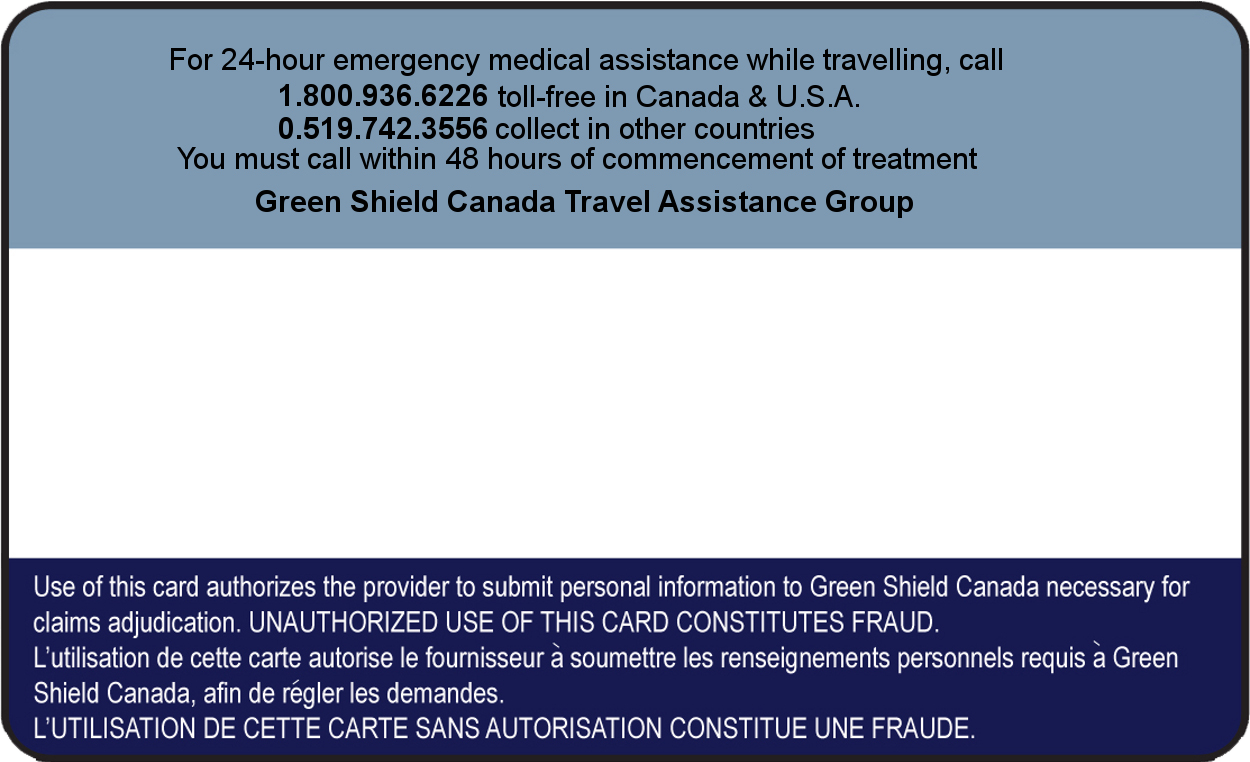 For 24-hour emergency medical assistance while travelling, call
1.800.936.6226 toll-free in Canada & U.S.A.
0.519.742.3556 collect in other countries
You must call within 48 hours of commencement of treatment
Green Shield Canada Travel Assistance Group
Use of this card authorizes the provider to submit personal information to Green Shield Canada necessary for
claims adjudication. UNAUTHORIZED USE OF THIS CARD CONSTITUTES FRAUD.
L’utilisation de cette carte autorise le fournisseur à soumettre les renseignements personnels requis à Green
Shield Canada, afin de régler les demandes.
L’UTILISATION DE CETTE CARTE SANS AUTORISATION CONSTITUE UNE FRAUDE.